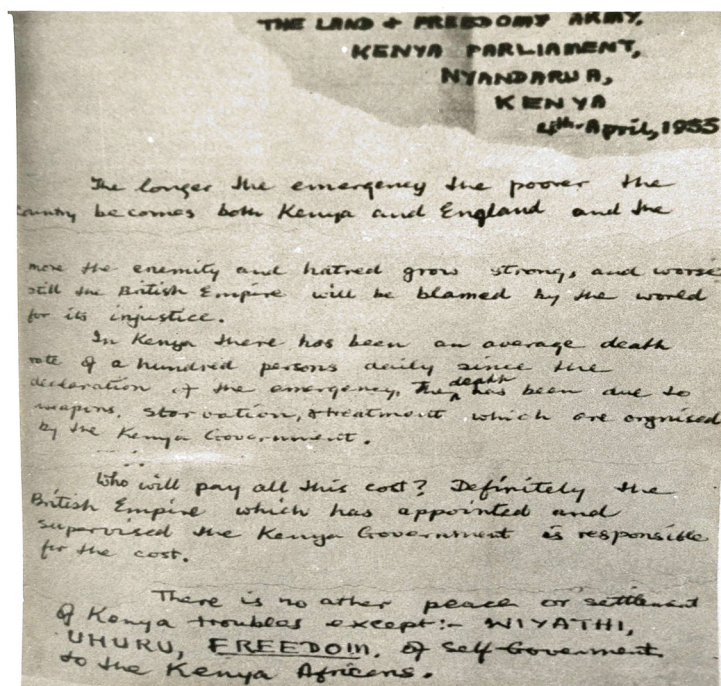 THE LAND & FREEDOMY ARMY,
KENYA PARLIAMENT,
NYANDARUA,
KENYA
4th April, 1955
The longer the emergency the poorer the
country becomes both Kenya and England and the
more the enemity and hatred grow strong, and worse
still the British Empire will be blamed by the world
for its injustice.
In Kenya there has been an average death
rate of a hundred persons daily since the
declaration of the emergency, The death has been due to
weapons, starvation, & treatment which are orgnised
by the Kenya Government.
Who will pay all this cost? Definitely the
British Empire which has appointed and
supervised the Kenya Government is responsible
for the cost.
There is no other peace or settlement
of Kenya troubles except:- WIYATHI,
UHURU, FREEDOM, of Self-Goverment
to the Kenya Africans.